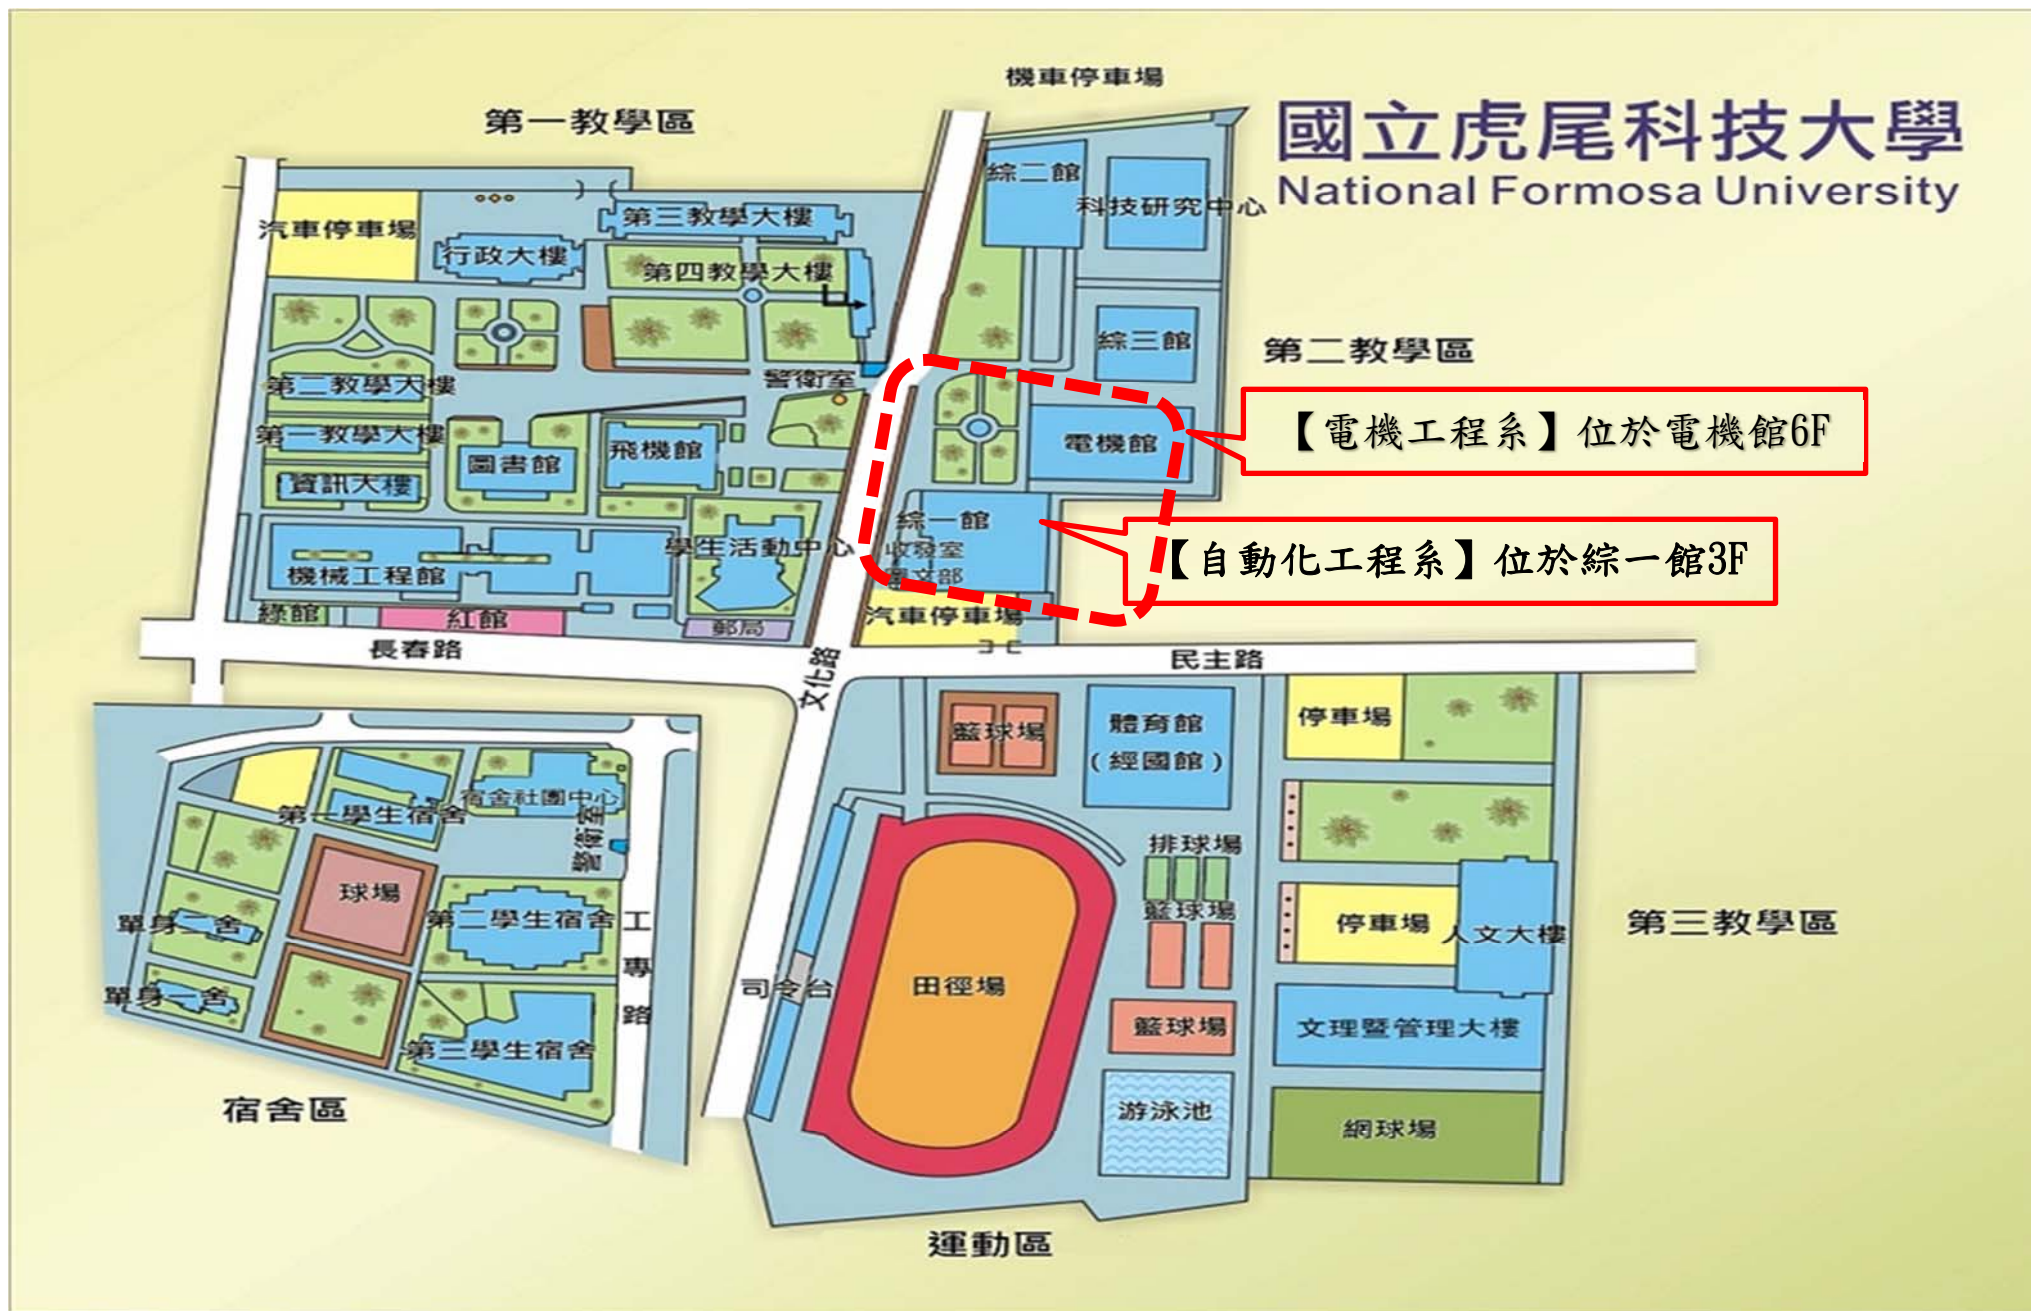 機車停車場
國立虎尾科技大學
National Formosa University
第一教學區
綜二館
科技研究中心
汽車停車場
行政大樓
第三教學大樓
第四教學大樓
綜三館
第二教學區
第二教學大樓
警衛室
第一教學大樓
圖書館
飛機館
電機館
【電機工程系】位於電機館6F
資訊大樓
綜一館
學生活動中心
收發室
【自動化工程系】位於綜一館3F
機械工程館
綠館
紅館
郵局
汽車停車場
長春路
文化路
民主路
籃球場
體育館
(經國館)
停車場
第一學生宿舍
宿舍社團中心
警衛室
排球場
球場
單身二舍
第二學生宿舍
工專路
籃球場
停車場
人文大樓
第三教學區
單身一舍
司令台
田徑場
籃球場
文理暨管理大樓
第三學生宿舍
宿舍區
游泳池
網球場
運動區